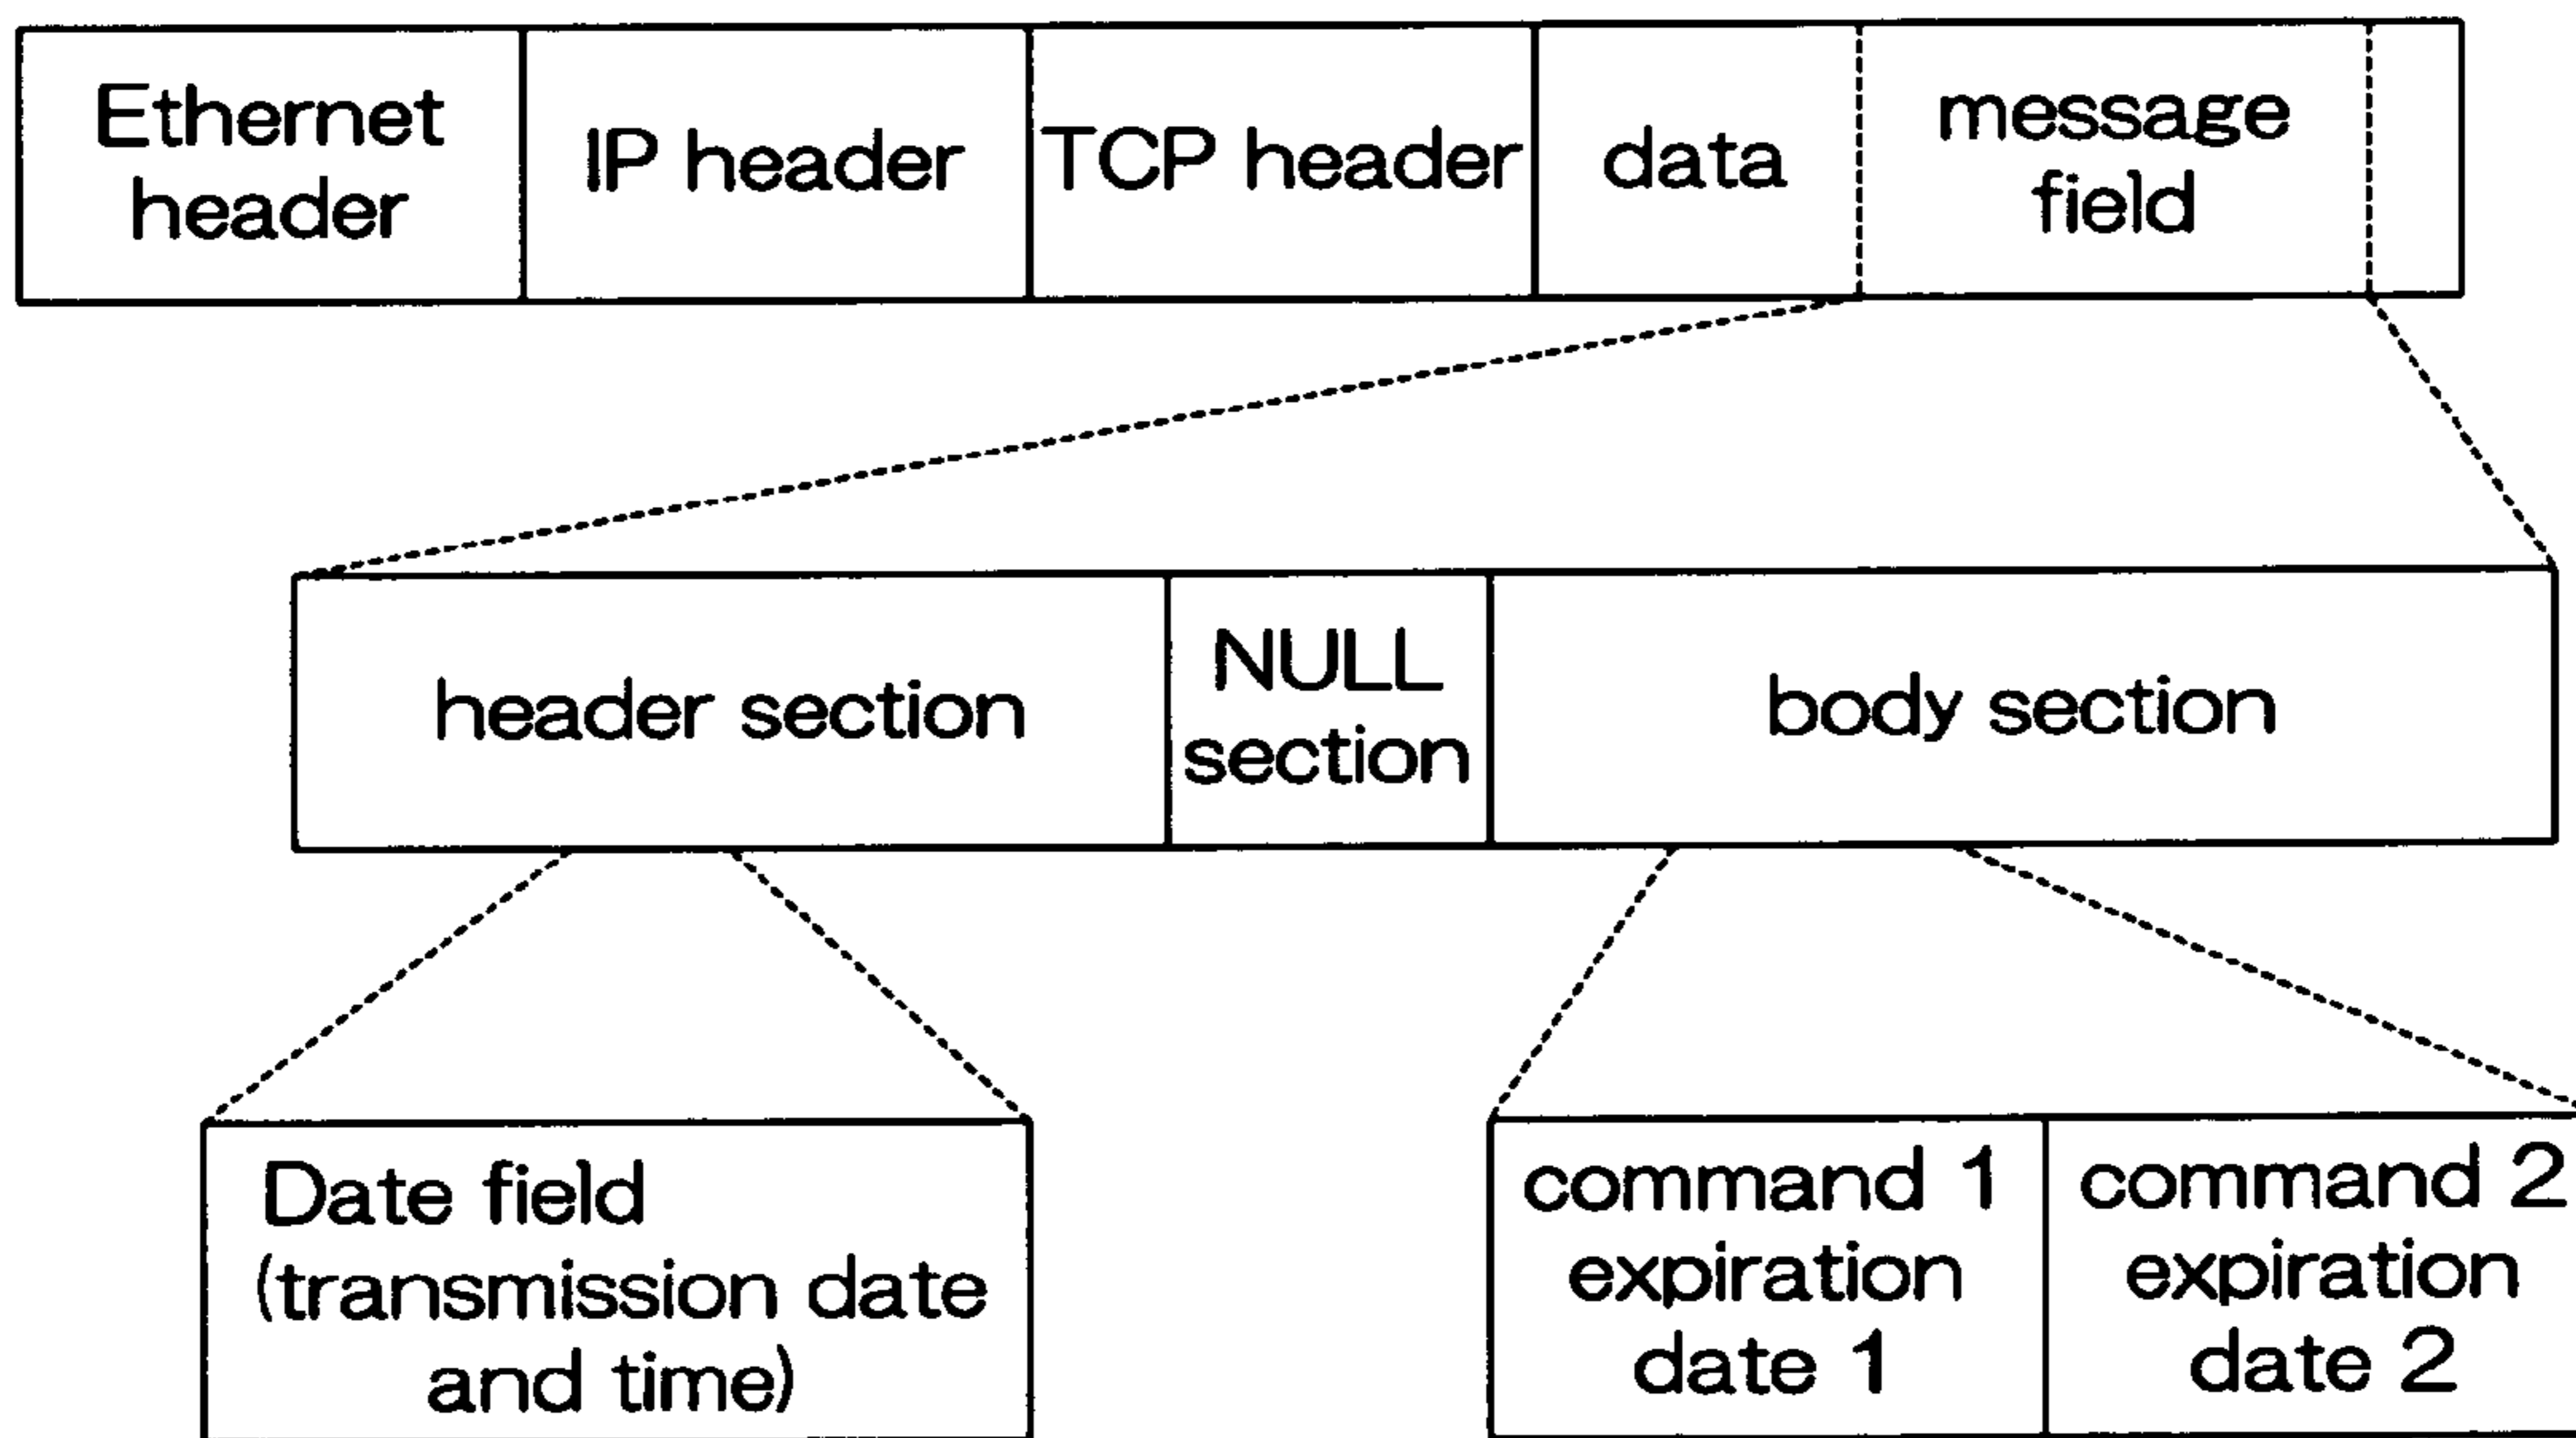 Ethernet
header
IP header
TCP header
data
message
field
header section
NULL
section
body section
Date field
(transmission date
and time)
command 1
expiration
date 1
command 2
expiration
date 2